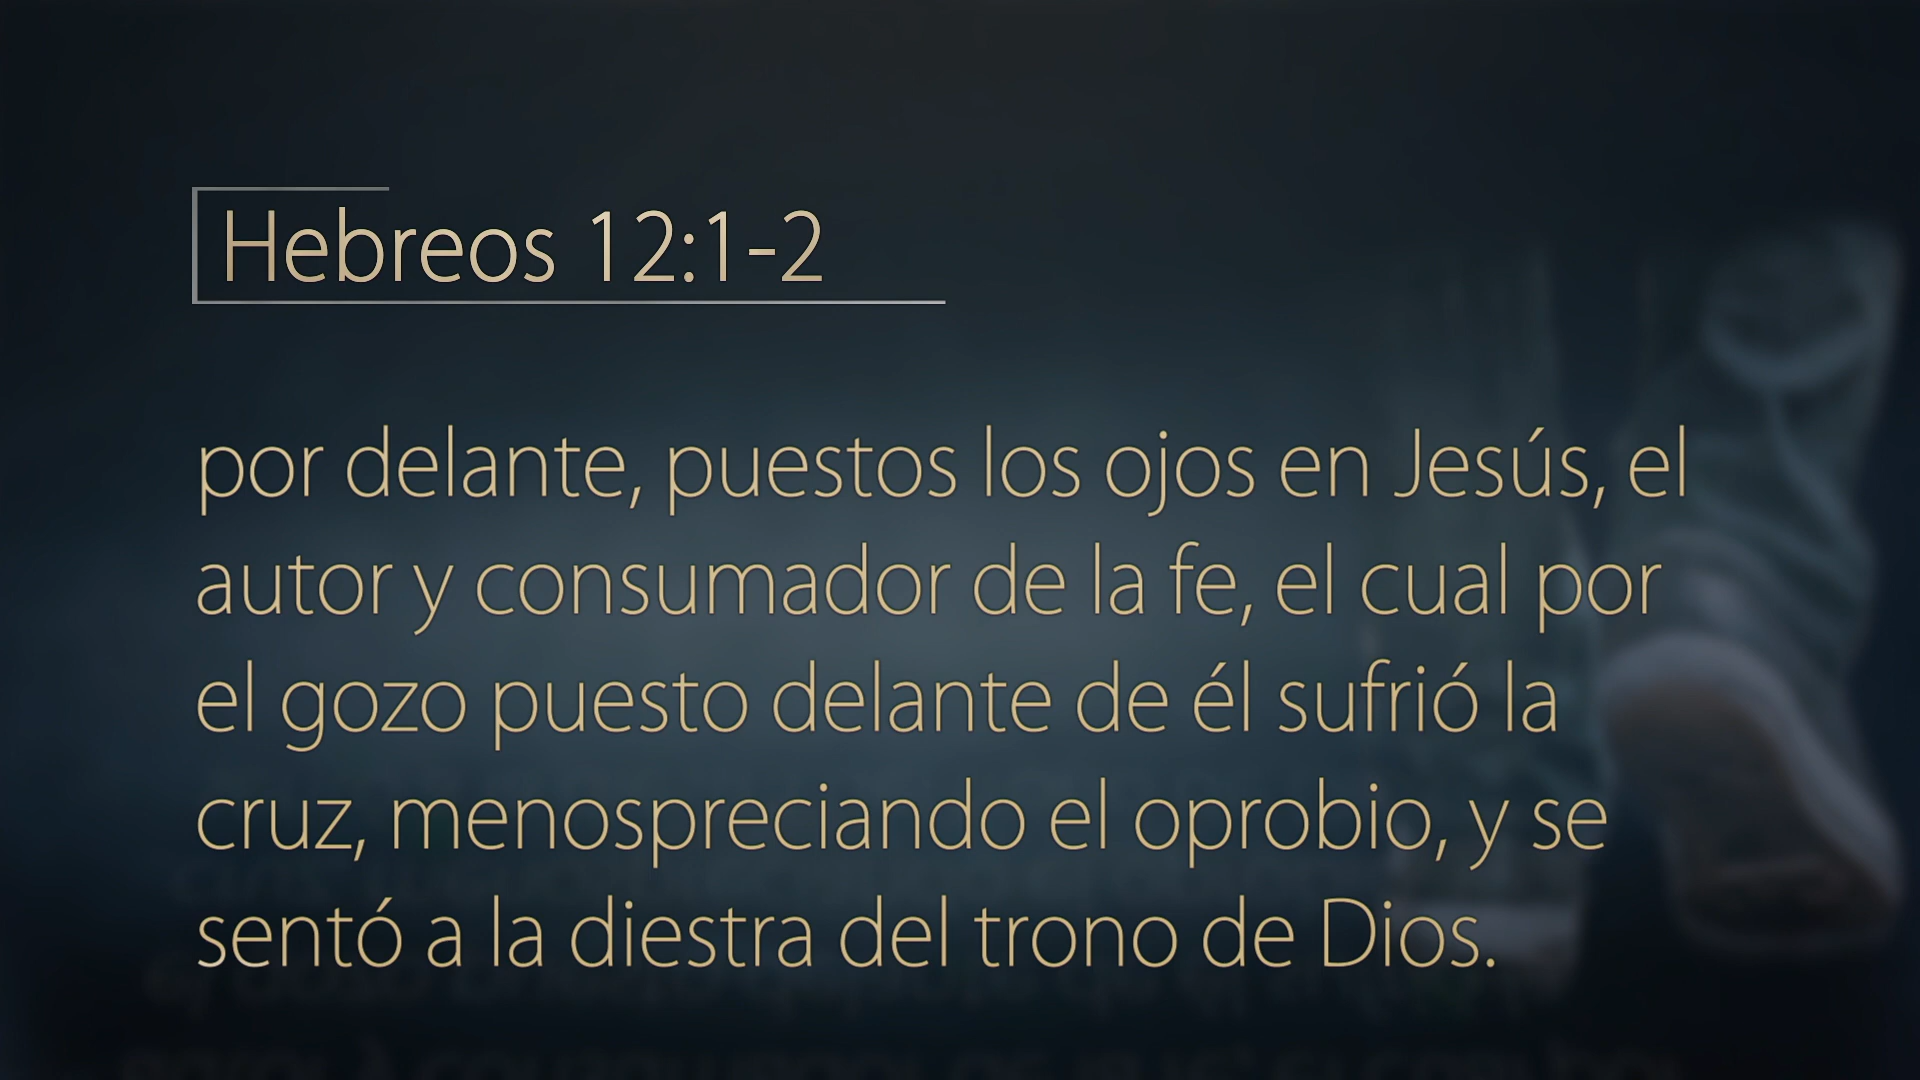 Hebreos 12:1-2
por delante, puestos los ojos en Jesús, el
autor y consumador de la fe, el cual por
el gozo puesto delante de él sufrió la
cruz, menospreciando el oprobio, y se
sentó a la diestra del trono de Dios.